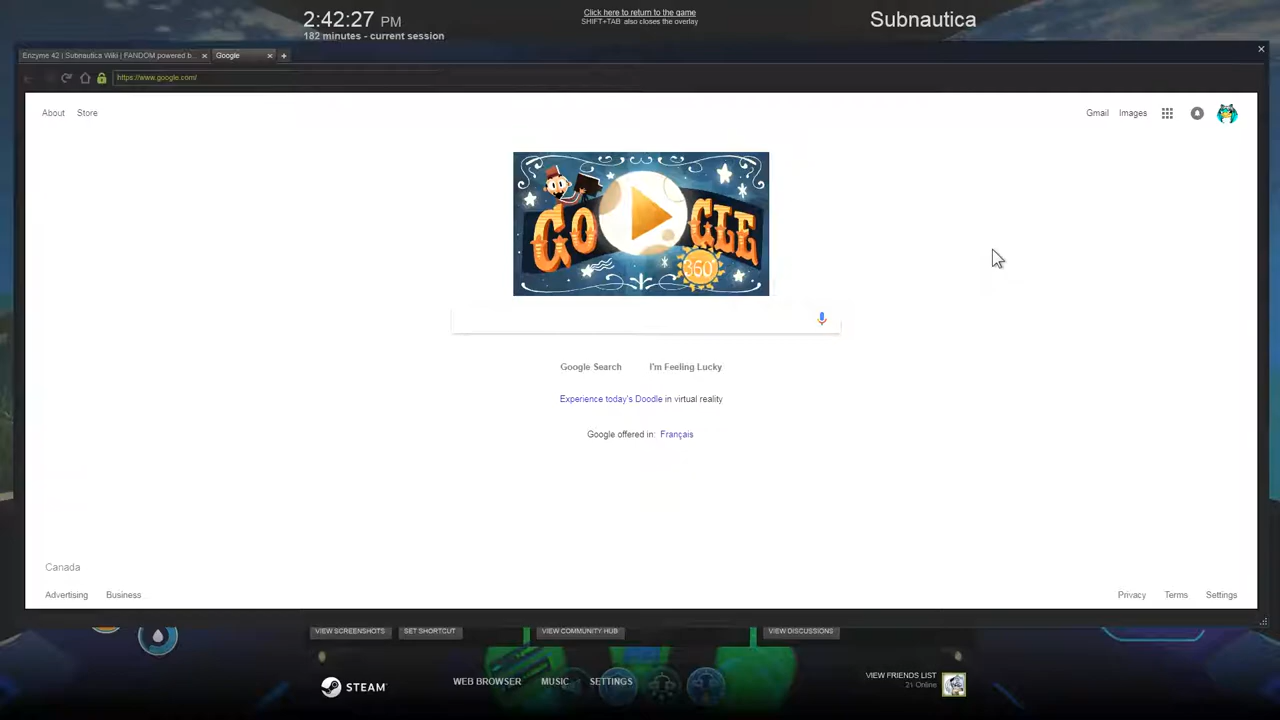 2:42:27 PM
182 minutes - current session
Click here to return to the game
SHIFT+TAB also closes the overlay
Subnautica
Enzyme 42 | Subnautica Wiki | FANDOM powered b...
Google
https://www.google.com/
About Store
Gmail Images
GO GLE
360°
Google Search I'm Feeling Lucky
Experience today's Doodle in virtual reality
Google offered in: Français
Canada
Advertising Business
Privacy Terms Settings
VIEW SCREENSHOTS SET SHORTCUT VIEW COMMUNITY HUB VIEW DISCUSSIONS
STEAM
WEB BROWSER MUSIC SETTINGS
VIEW FRIENDS LIST
21 Online